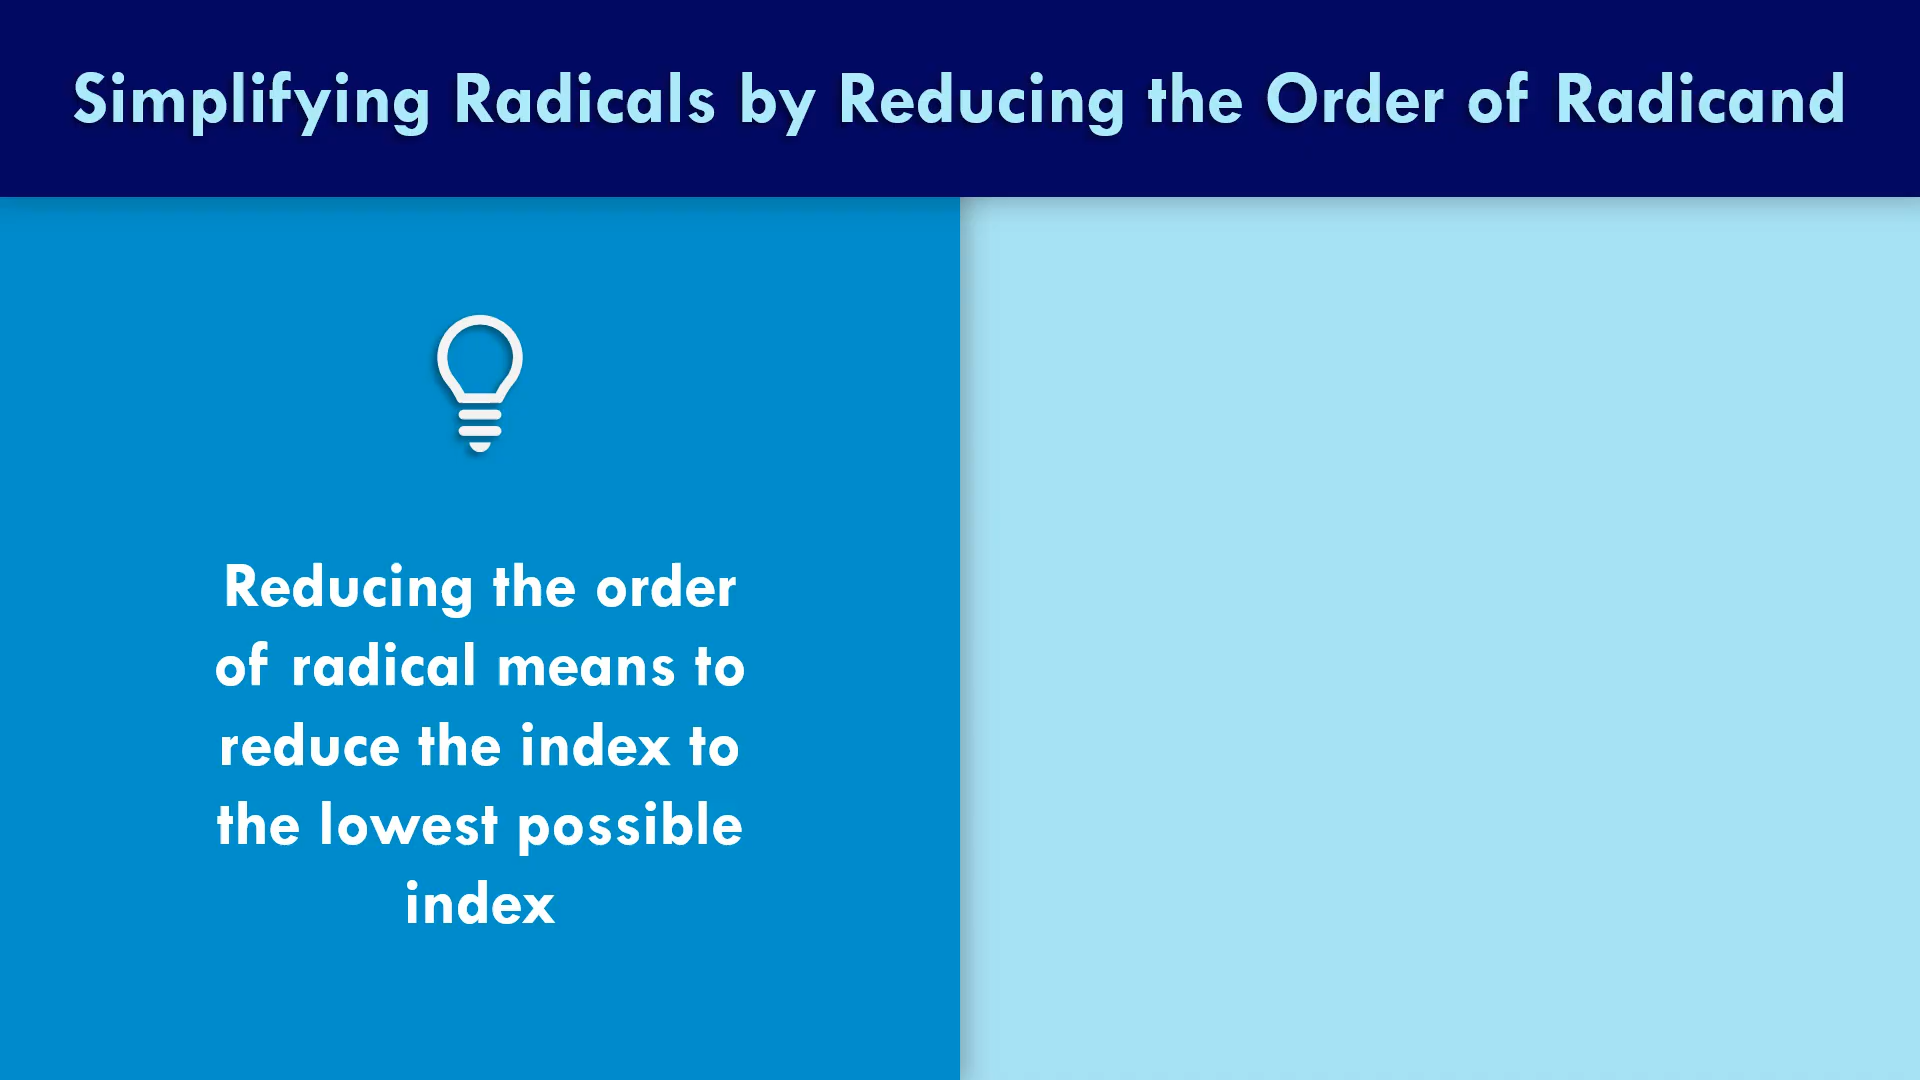 Simplifying Radicals by Reducing the Order of Radicand
Reducing the order
of radical means to
reduce the index to
the lowest possible
index